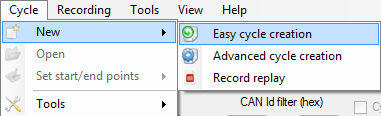 Cycle Recording Tools View Help
New
Open
Set start/end points
Tools
Easy cycle creation
Advanced cycle creation
Record replay
CAN Id filter (hex)